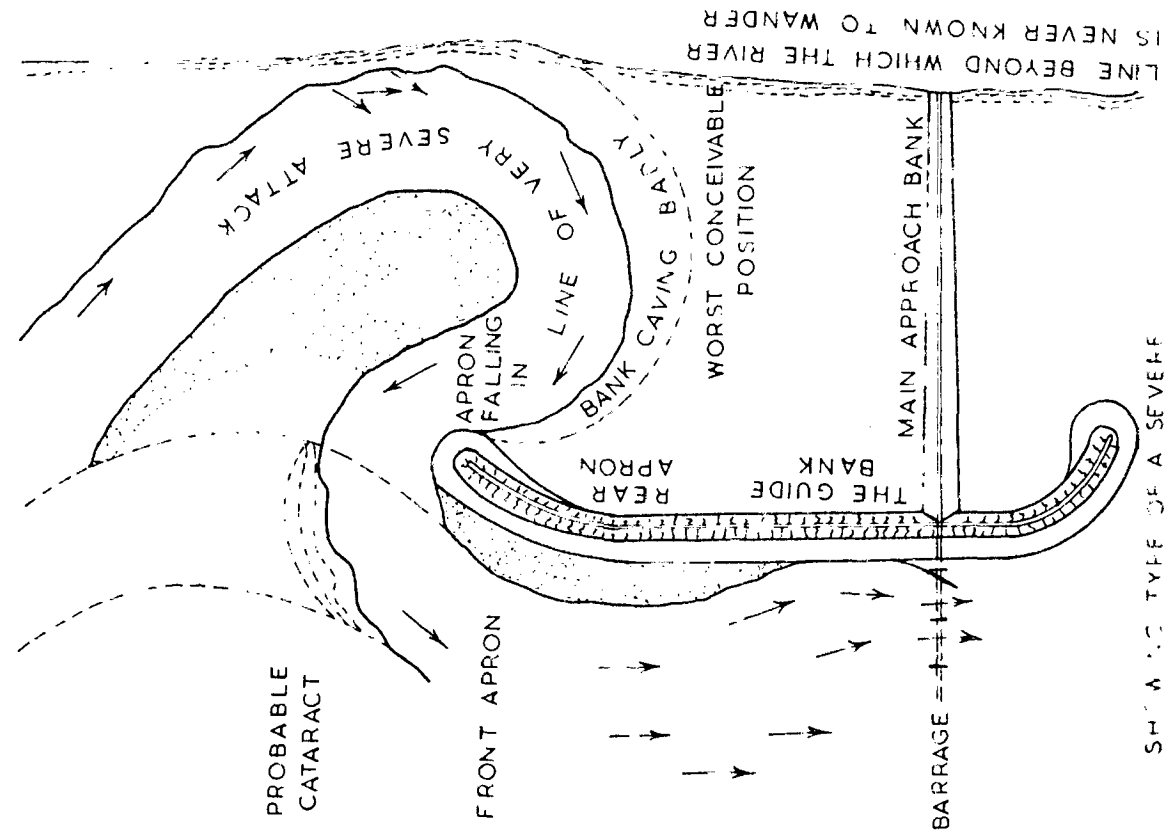 LINE BEYOND WHICH THE RIVER
IS NEVER KNOWN TO WANDER
LINE OF VERY SEVERE ATTACK
BANK CAVING BADLY
WORST CONCEIVABLE
POSITION
MAIN APPROACH BANK
APRON
FALLING
IN
REAR
APRON
THE GUIDE
BANK
PROBABLE
CATARACT
FRONT APRON
BARRAGE
TYPE OF A SEVERE